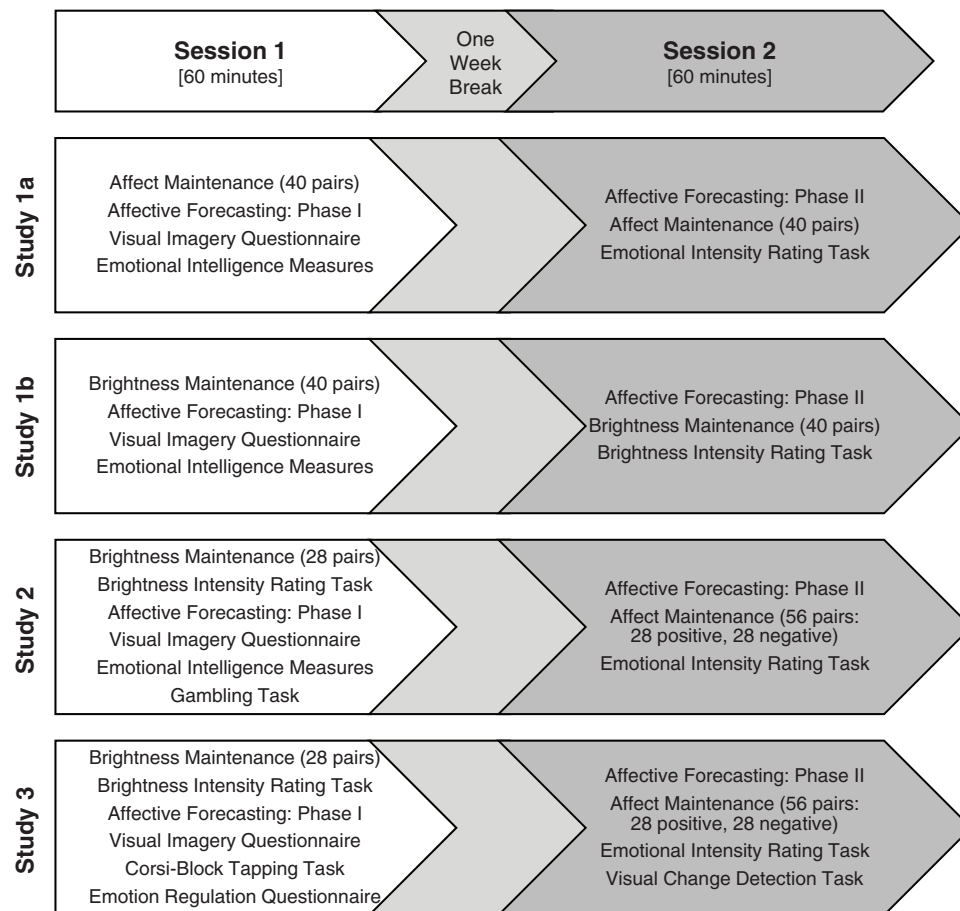 Session 1
[60 minutes]
One
Week
Break
Session 2
[60 minutes]
Study 1a
Affect Maintenance (40 pairs)
Affective Forecasting: Phase I
Visual Imagery Questionnaire
Emotional Intelligence Measures
Affective Forecasting: Phase II
Affect Maintenance (40 pairs)
Emotional Intensity Rating Task
Study 1b
Brightness Maintenance (40 pairs)
Affective Forecasting: Phase I
Visual Imagery Questionnaire
Emotional Intelligence Measures
Affective Forecasting: Phase II
Brightness Maintenance (40 pairs)
Brightness Intensity Rating Task
Study 2
Brightness Maintenance (28 pairs)
Brightness Intensity Rating Task
Affective Forecasting: Phase I
Visual Imagery Questionnaire
Emotional Intelligence Measures
Gambling Task
Affective Forecasting: Phase II
Affect Maintenance (56 pairs:
28 positive, 28 negative)
Emotional Intensity Rating Task
Study 3
Brightness Maintenance (28 pairs)
Brightness Intensity Rating Task
Affective Forecasting: Phase I
Visual Imagery Questionnaire
Corsi-Block Tapping Task
Emotion Regulation Questionnaire
Affective Forecasting: Phase II
Affect Maintenance (56 pairs:
28 positive, 28 negative)
Emotional Intensity Rating Task
Visual Change Detection Task